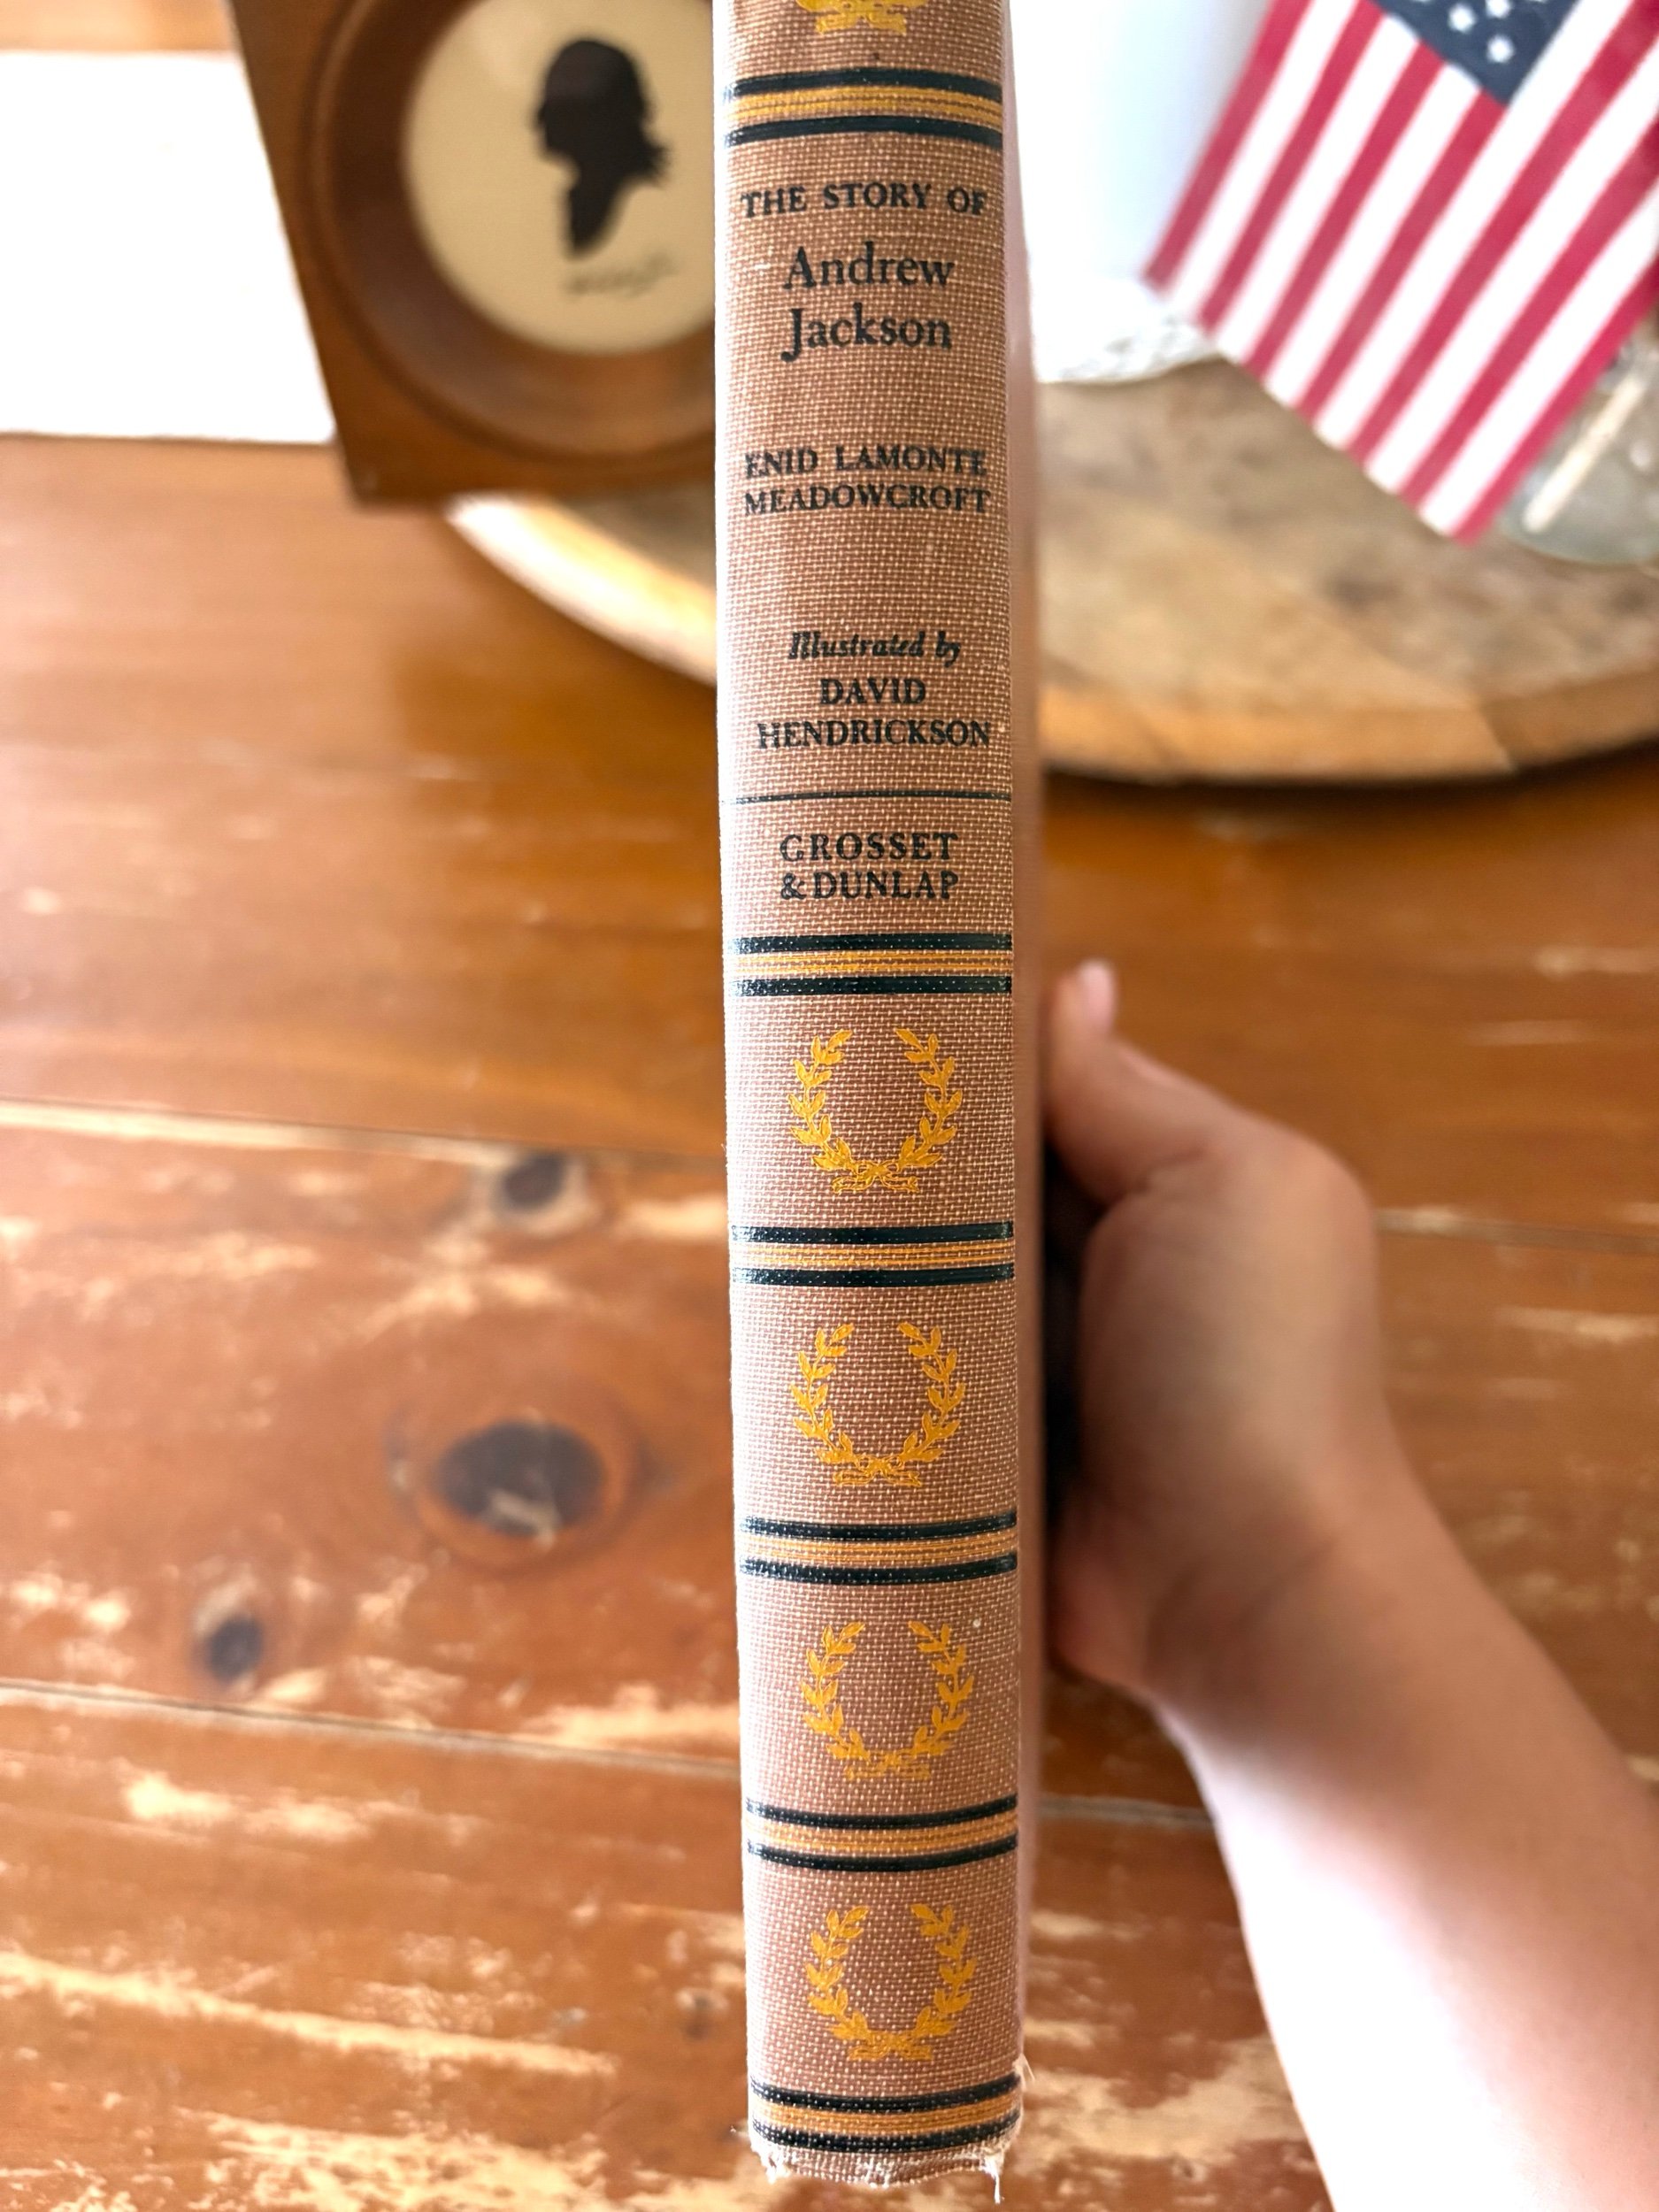 THE STORY OF
Andrew
Jackson
ENID LAMONTE
MEADOWCROFT
Illustrated by
DAVID
HENDRICKSON
GROSSET
& DUNLAP